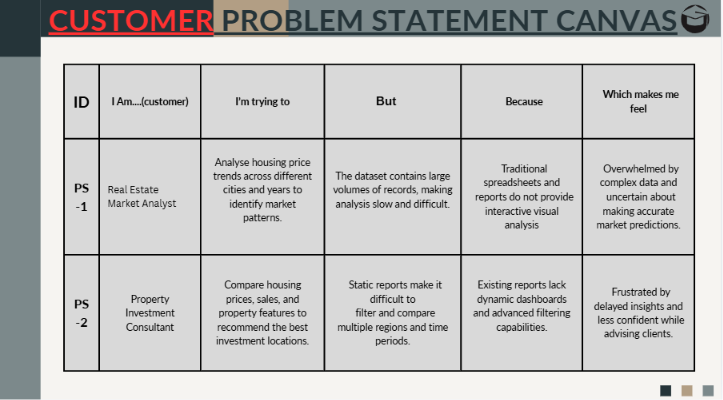 CUSTOMER PROBLEM STATEMENT CANVAS
ID
I Am....(customer)
I'm trying to
But
Because
Which makes me
feel
PS
-1
Real Estate
Market Analyst
Analyse housing price
trends across different
cities and years to
identify market
patterns.
The dataset contains large
volumes of records, making
analysis slow and difficult.
Traditional
spreadsheets and
reports do not provide
interactive visual
analysis
Overwhelmed by
complex data and
uncertain about
making accurate
market predictions.
PS
-2
Property
Investment
Consultant
Compare housing
prices, sales, and
property features to
recommend the best
investment locations.
Static reports make it
difficult to
filter and compare
multiple regions and time
periods.
Existing reports lack
dynamic dashboards
and advanced filtering
capabilities.
Frustrated by
delayed insights and
less confident while
advising clients.